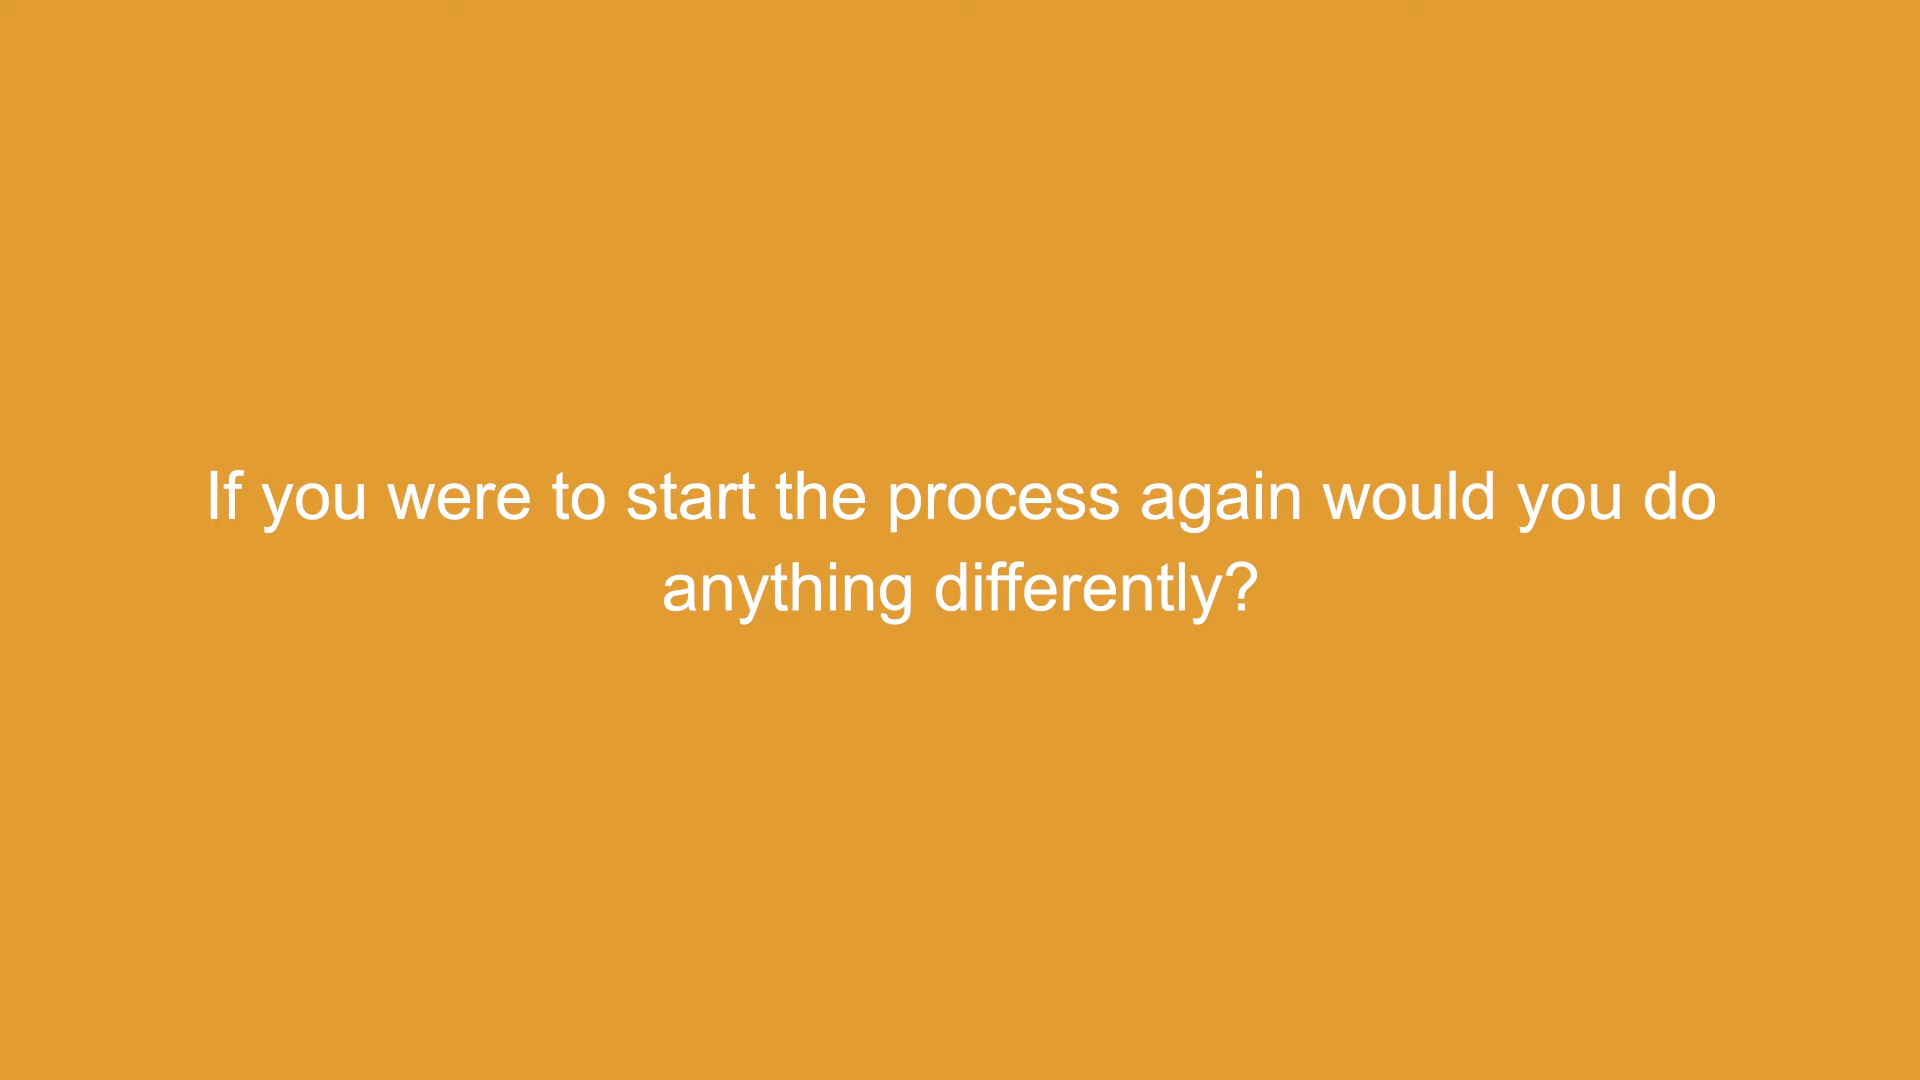 If you were to start the process again would you do
anything differently?